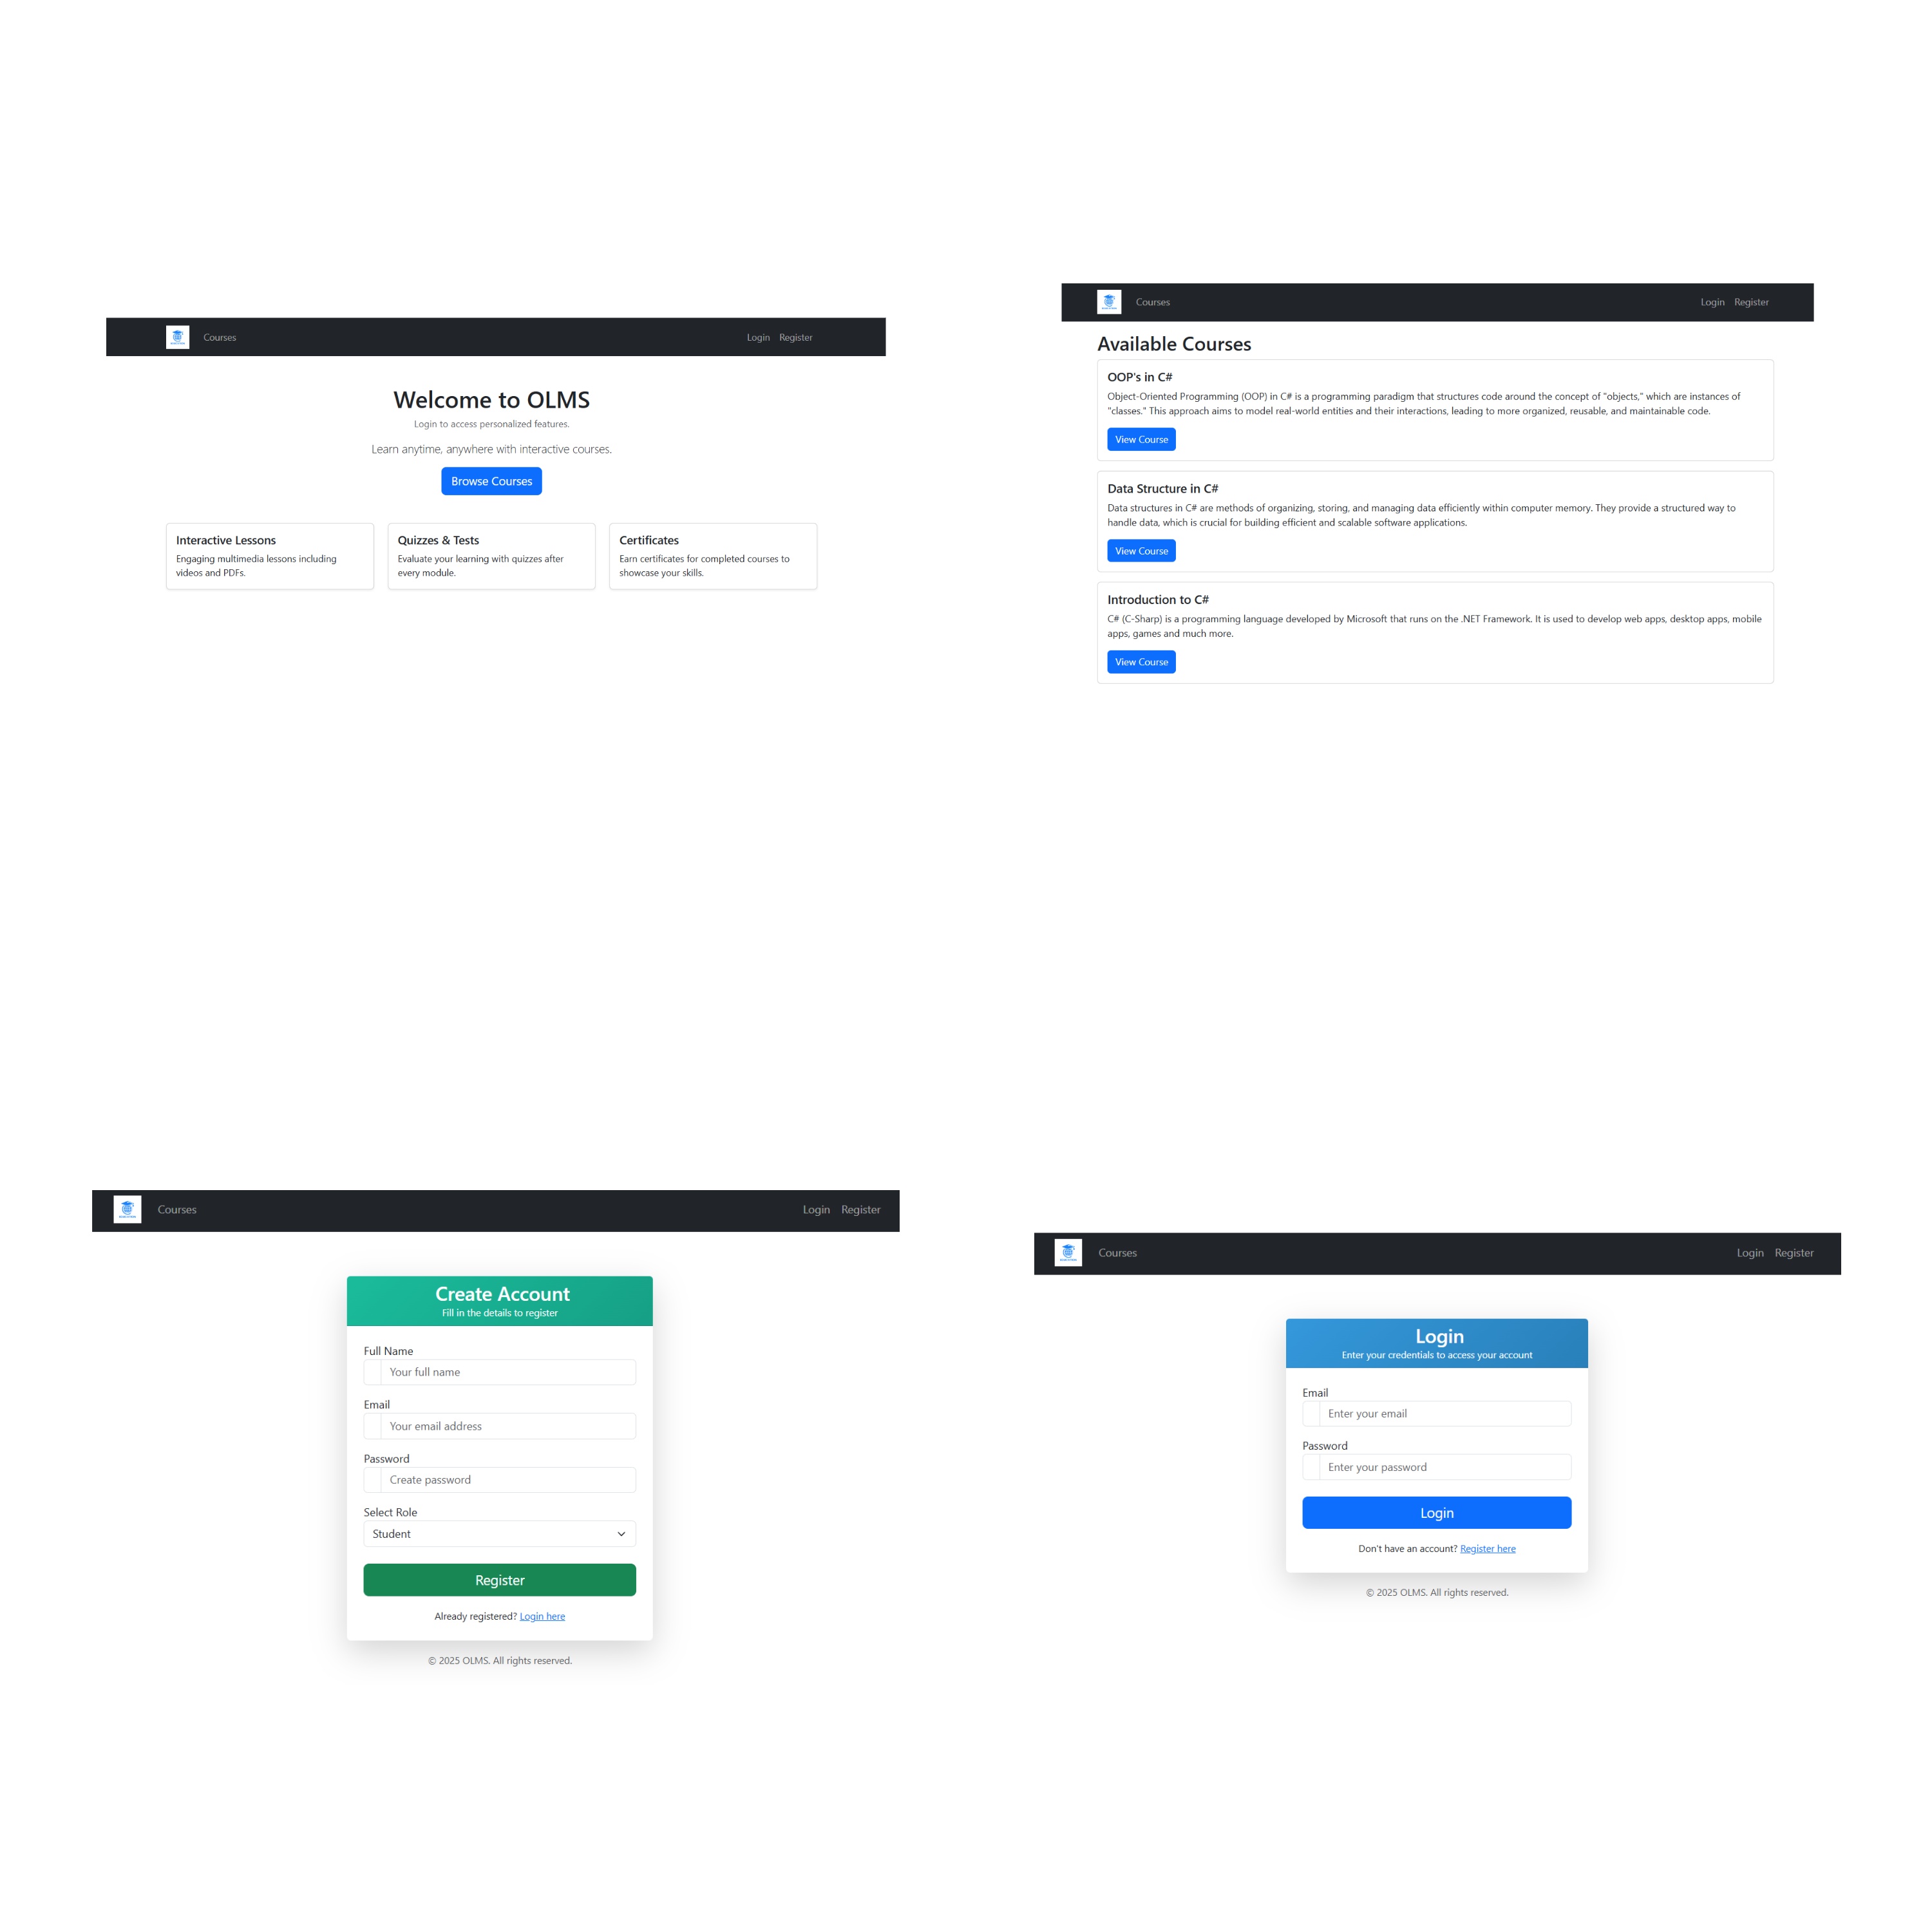 Courses
Login Register
Welcome to OLMS
Login to access personalized features.
Learn anytime, anywhere with interactive courses.
Browse Courses
Interactive Lessons
Engaging multimedia lessons including
videos and PDFs.
Quizzes & Tests
Evaluate your learning with quizzes after
every module.
Certificates
Earn certificates for completed courses to
showcase your skills.
Courses
Login Register
Available Courses
OOP's in C#
Object-Oriented Programming (OOP) in C# is a programming paradigm that structures code around the concept of "objects," which are instances of
"classes." This approach aims to model real-world entities and their interactions, leading to more organized, reusable, and maintainable code.
View Course
Data Structure in C#
Data structures in C# are methods of organizing, storing, and managing data efficiently within computer memory. They provide a structured way to
handle data, which is crucial for building efficient and scalable software applications.
View Course
Introduction to C#
C# (C-Sharp) is a programming language developed by Microsoft that runs on the .NET Framework. It is used to develop web apps, desktop apps, mobile
apps, games and much more.
View Course
Courses
Login Register
Create Account
Fill in the details to register
Full Name
Your full name
Email
Your email address
Password
Create password
Select Role
Student
Register
Already registered? Login here
© 2025 OLMS. All rights reserved.
Courses
Login Register
Login
Enter your credentials to access your account
Email
Enter your email
Password
Enter your password
Login
Don't have an account? Register here
© 2025 OLMS. All rights reserved.